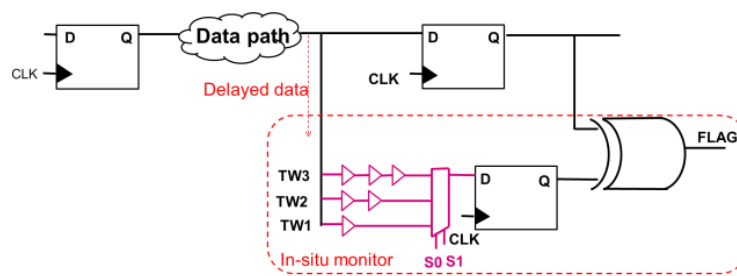 D Q
CLK
Data path
D Q
CLK
Delayed data
FLAG
TW3
TW2
TW1
D Q
CLK
S0 S1
In-situ monitor